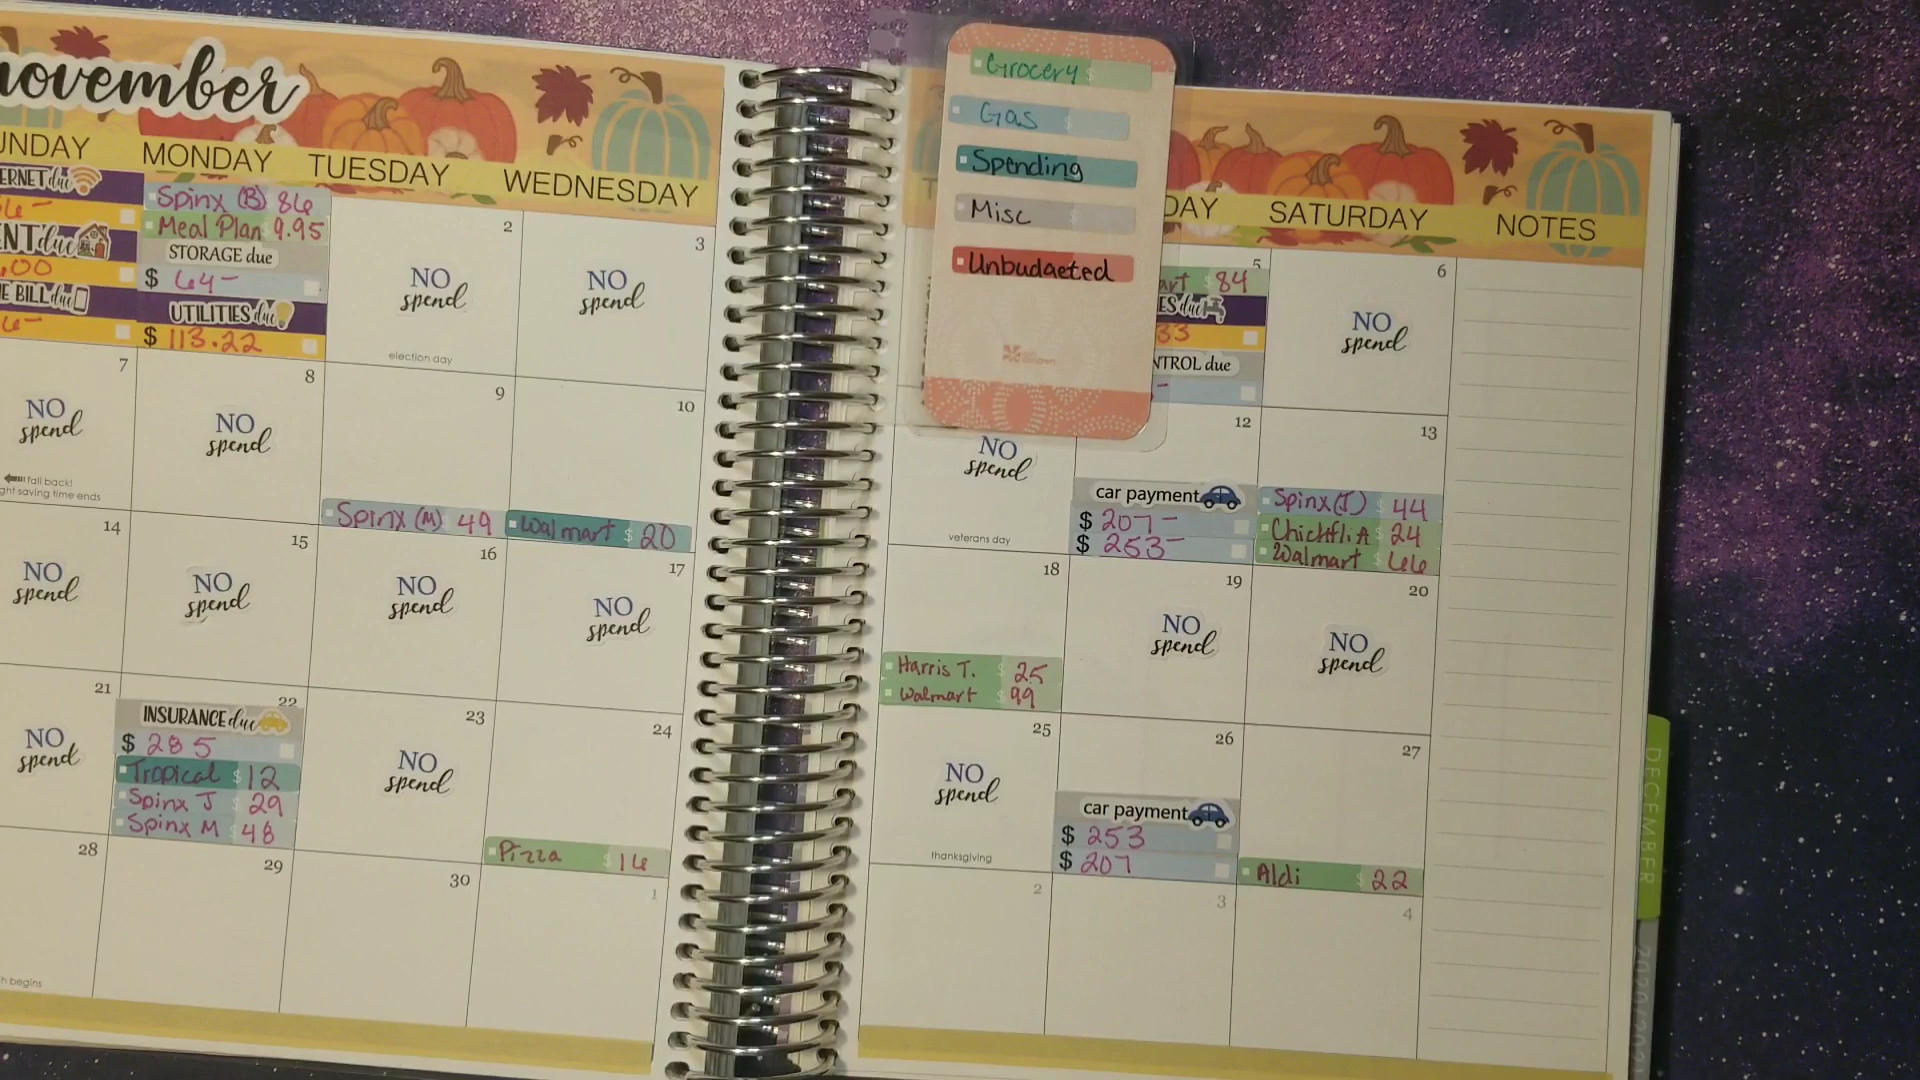 november
MONDAY
TUESDAY
WEDNESDAY
SATURDAY
NOTES
Grocery
Gas
Spending
Misc
Unbudgeted
Spinx (B) 86
Meal Plan 9.95
STORAGE due
$ 64-
UTILITIES due
$ 113.22
2
NO
spend
election day
3
NO
spend
5
84
NTROL due
6
NO
spend
7
NO
spend
fall back!
8
NO
spend
9
Spinx (M) 49
10
Walmart $ 20
NO
spend
veterans day
12
car payment
$ 207-
$ 253-
13
Spinx (J) $ 44
Chickfil.A $ 24
Walmart $ 66
14
NO
spend
15
NO
spend
16
NO
spend
17
NO
spend
18
Harris T. $ 25
Walmart $ 99
19
NO
spend
20
NO
spend
21
NO
spend
22
INSURANCE due
$ 285
Tropical $ 12
Spinx J $ 29
Spinx M $ 48
23
NO
spend
24
Pizza $ 16
25
NO
spend
thanksgiving
26
car payment
$ 253
$ 207
27
Aldi $ 22
28
begins
29
30
1
2
3
4
DECEMBER